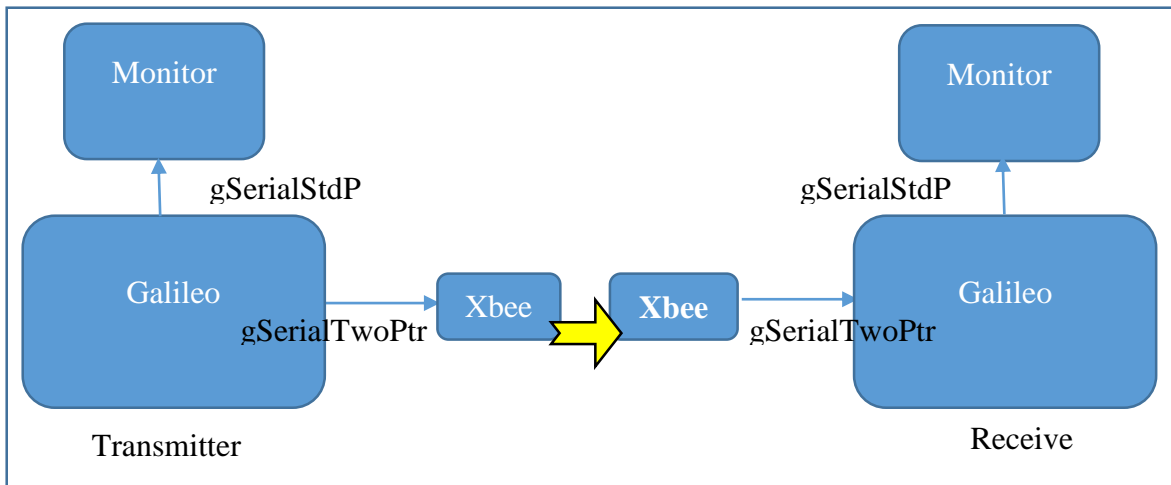 Monitor
Monitor
gSerialStdP
gSerialStdP
Galileo
Xbee
Xbee
Galileo
gSerialTwoPtr
gSerialTwoPtr
Transmitter
Receive